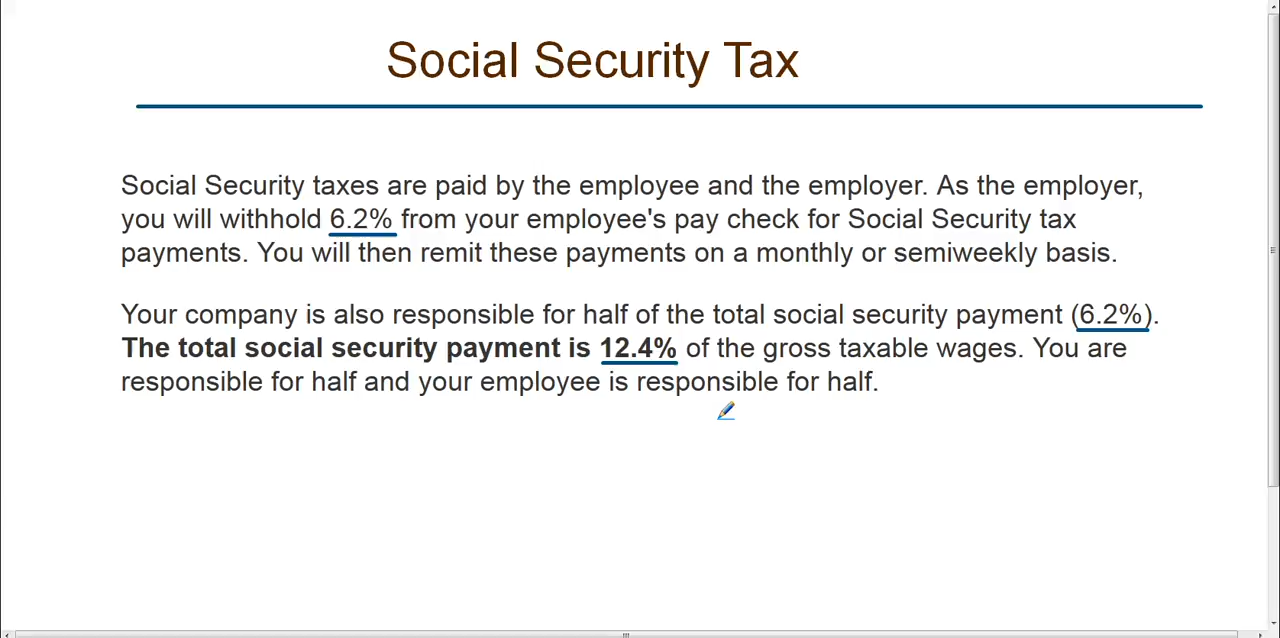 Social Security Tax
Social Security taxes are paid by the employee and the employer. As the employer,
you will withhold 6.2% from your employee's pay check for Social Security tax
payments. You will then remit these payments on a monthly or semiweekly basis.
Your company is also responsible for half of the total social security payment (6.2%).
The total social security payment is 12.4% of the gross taxable wages. You are
responsible for half and your employee is responsible for half.